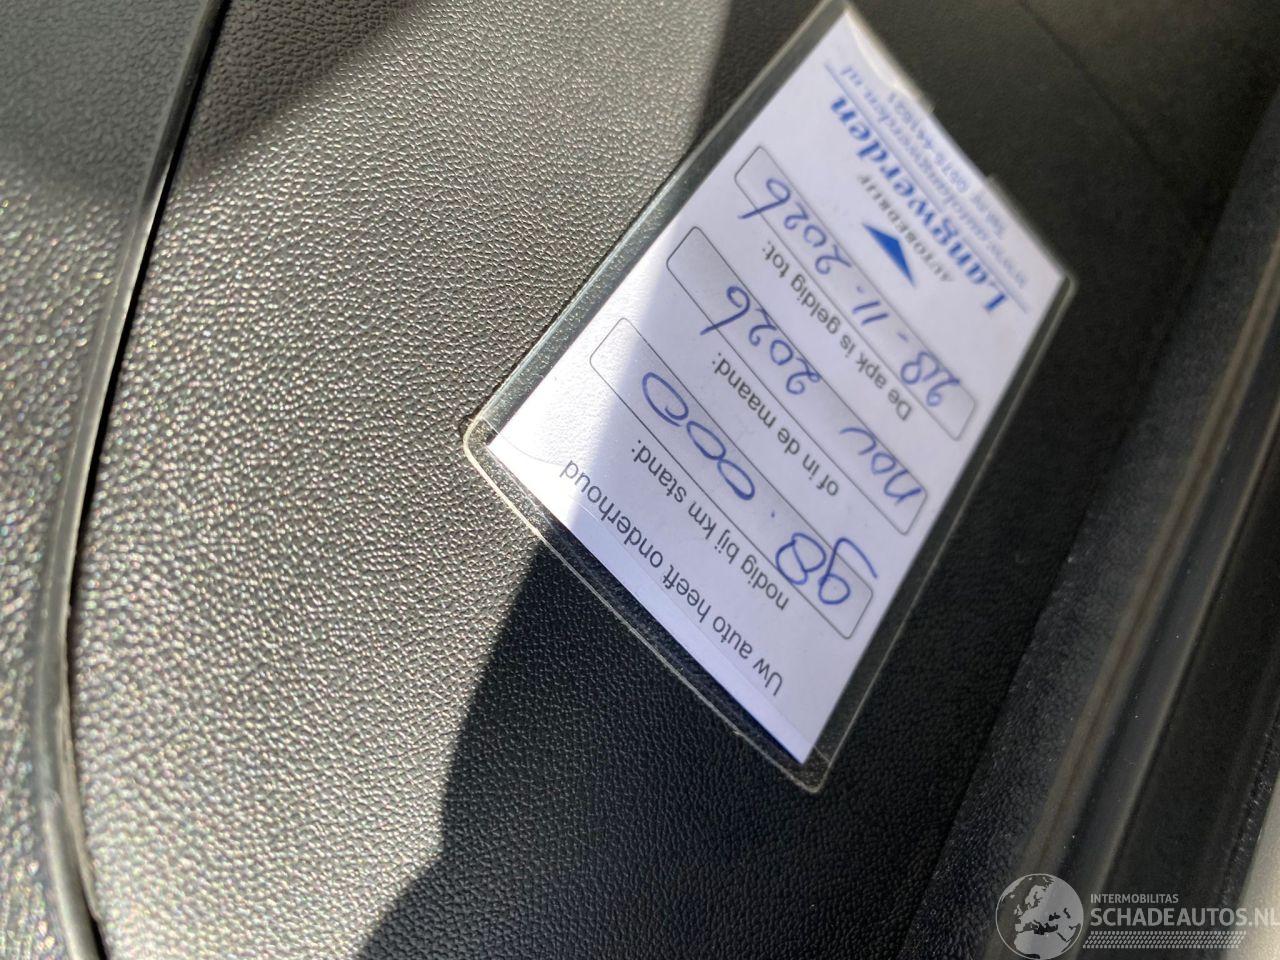 Uw auto heeft onderhoud
nodig bij km stand:
98.000
of in de maand:
nov 2026
De apk is geldig tot:
28-11-2026
AUTOBEDRIJF
Langwerden
INTERMOBILITAS
SCHADEAUTOS.NL